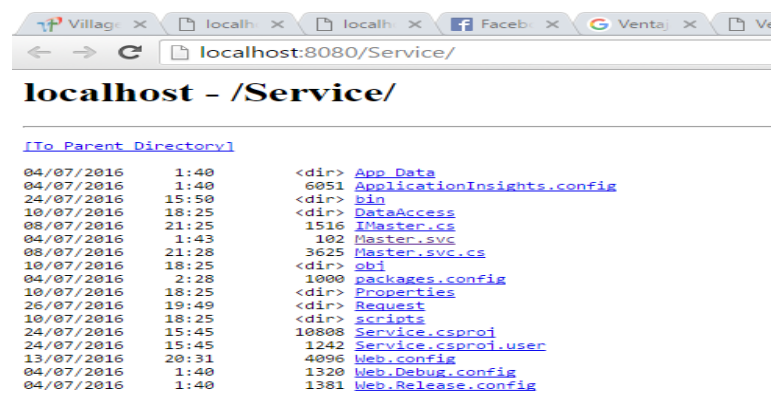 Village localh localh Facebo Ventaj Ve
localhost:8080/Service/
localhost - /Service/
[To Parent Directory]
04/07/2016 1:40 <dir> App_Data
04/07/2016 1:40 6051 ApplicationInsights.config
24/07/2016 15:50 <dir> bin
10/07/2016 18:25 <dir> DataAccess
08/07/2016 21:25 1516 IMaster.cs
04/07/2016 1:43 102 Master.svc
08/07/2016 21:28 3625 Master.svc.cs
10/07/2016 18:25 <dir> obj
04/07/2016 2:28 1000 packages.config
10/07/2016 18:25 <dir> Properties
26/07/2016 19:49 <dir> Request
10/07/2016 18:25 <dir> scripts
24/07/2016 15:45 10808 Service.csproj
24/07/2016 15:45 1242 Service.csproj.user
13/07/2016 20:31 4096 Web.config
04/07/2016 1:40 1320 Web.Debug.config
04/07/2016 1:40 1381 Web.Release.config